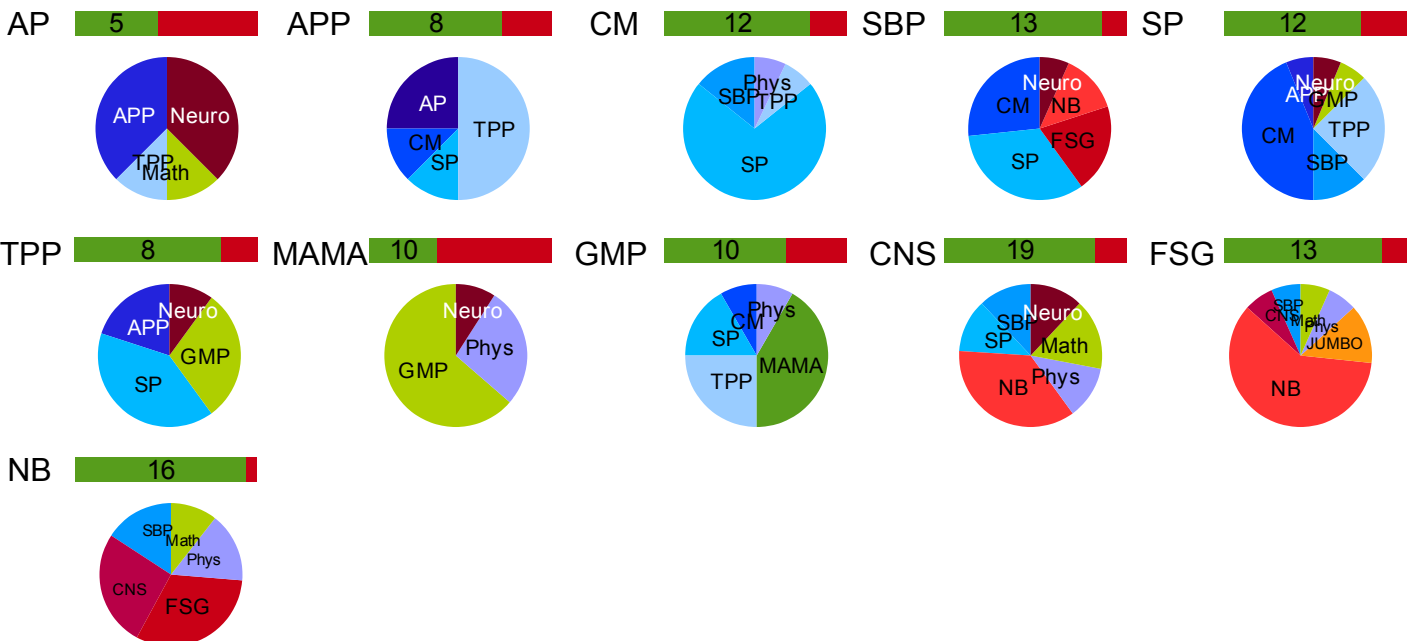 AP 5 APP 8 CM 12 SBP 13 SP 12
APP Neuro TPP Math
AP TPP CM SP
Phys SBP TPP SP
Neuro CM NB FSG SP
Neuro APP GMP CM TPP SBP
TPP 8 MAMA 10 GMP 10 CNS 19 FSG 13
Neuro APP GMP SP
Neuro Phys GMP
Phys CM SP MAMA TPP
Neuro SBP SP Math Phys NB
SBP CNS Math Phys JUMBO NB
NB 16
SBP Math
Phys
CNS
FSG